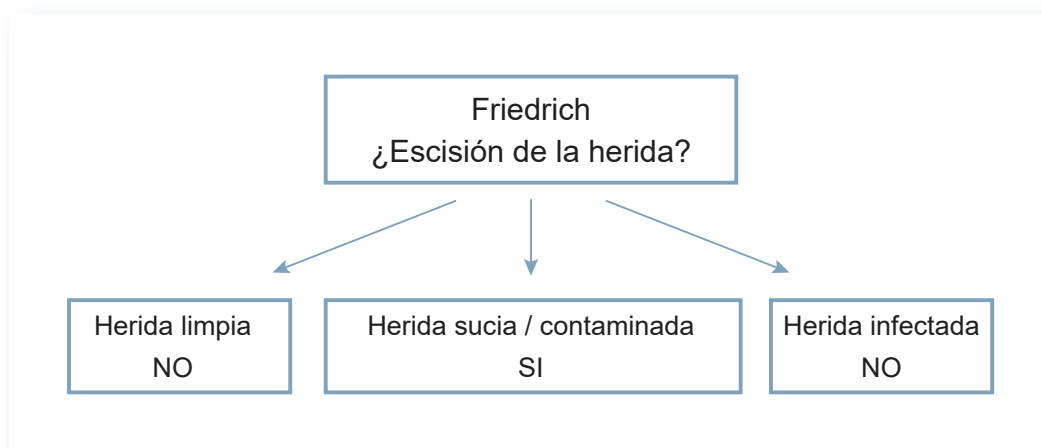 Friedrich
¿Escisión de la herida?
Herida limpia
NO
Herida sucia / contaminada
SI
Herida infectada
NO